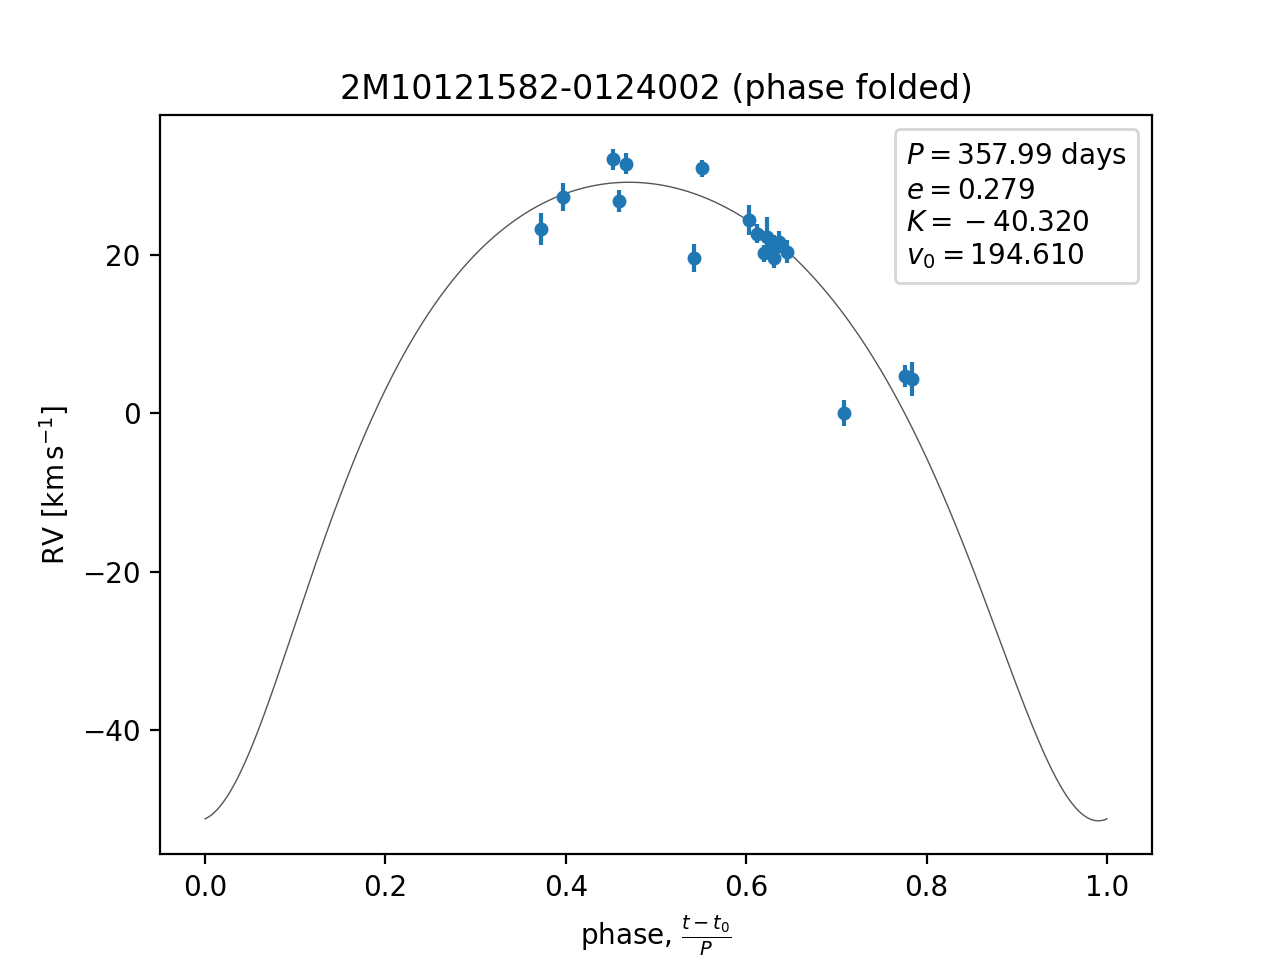 2M10121582-0124002 (phase folded)
P = 357.99 days
e = 0.279
K = −40.320
v₀ = 194.610
20
0
−20
−40
RV [km s⁻¹]
0.0 0.2 0.4 0.6 0.8 1.0
phase, (t − t₀)/P